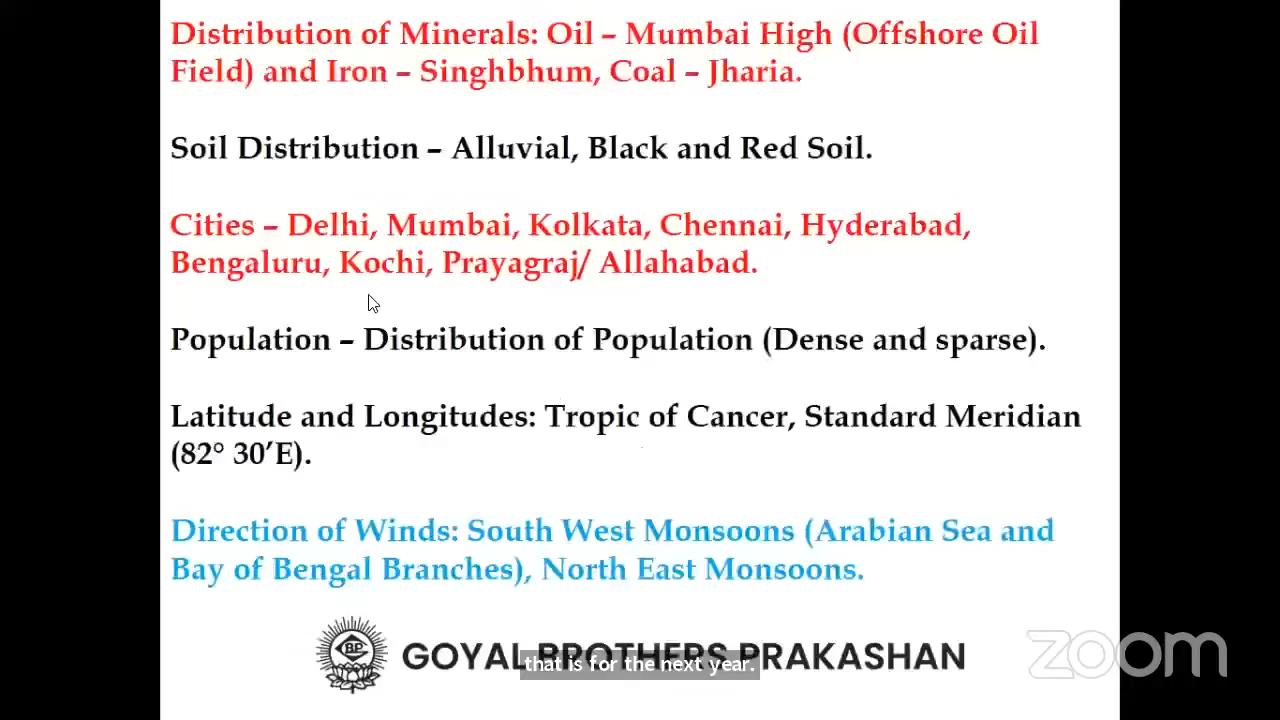 Distribution of Minerals: Oil – Mumbai High (Offshore Oil
Field) and Iron – Singhbhum, Coal – Jharia.
Soil Distribution – Alluvial, Black and Red Soil.
Cities – Delhi, Mumbai, Kolkata, Chennai, Hyderabad,
Bengaluru, Kochi, Prayagraj/ Allahabad.
Population – Distribution of Population (Dense and sparse).
Latitude and Longitudes: Tropic of Cancer, Standard Meridian
(82° 30’E).
Direction of Winds: South West Monsoons (Arabian Sea and
Bay of Bengal Branches), North East Monsoons.
GBP
GOYAL BROTHERS PRAKASHAN
that is for the next year.
zoom